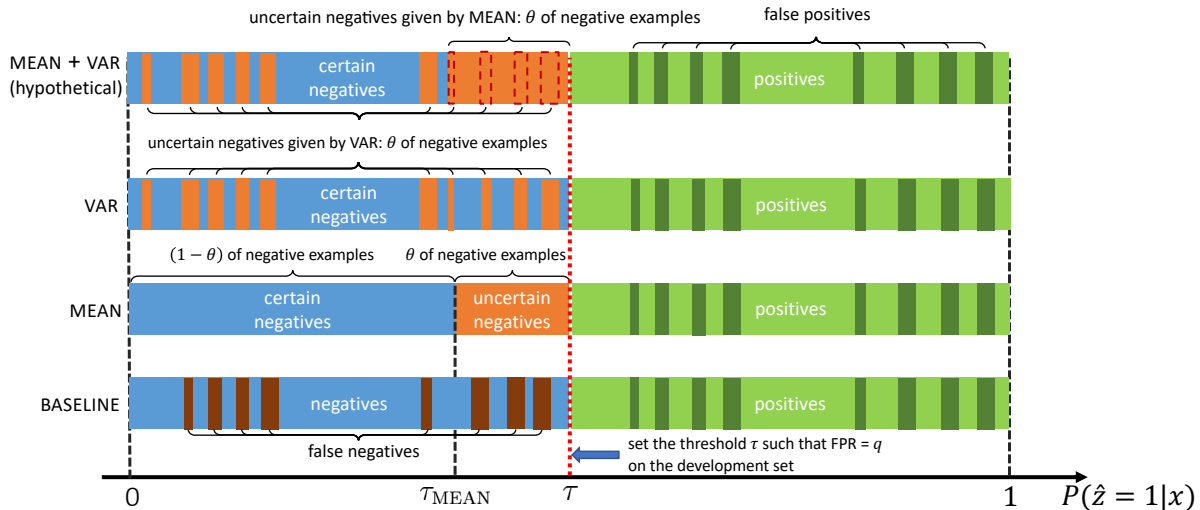 uncertain negatives given by MEAN: θ of negative examples
false positives
MEAN + VAR
(hypothetical)
certain
negatives
positives
uncertain negatives given by VAR: θ of negative examples
VAR
certain
negatives
positives
(1 − θ) of negative examples
θ of negative examples
MEAN
certain
negatives
uncertain
negatives
positives
BASELINE
negatives
positives
false negatives
set the threshold τ such that FPR = q
on the development set
0
τ_MEAN
τ
1
P(ẑ = 1|x)